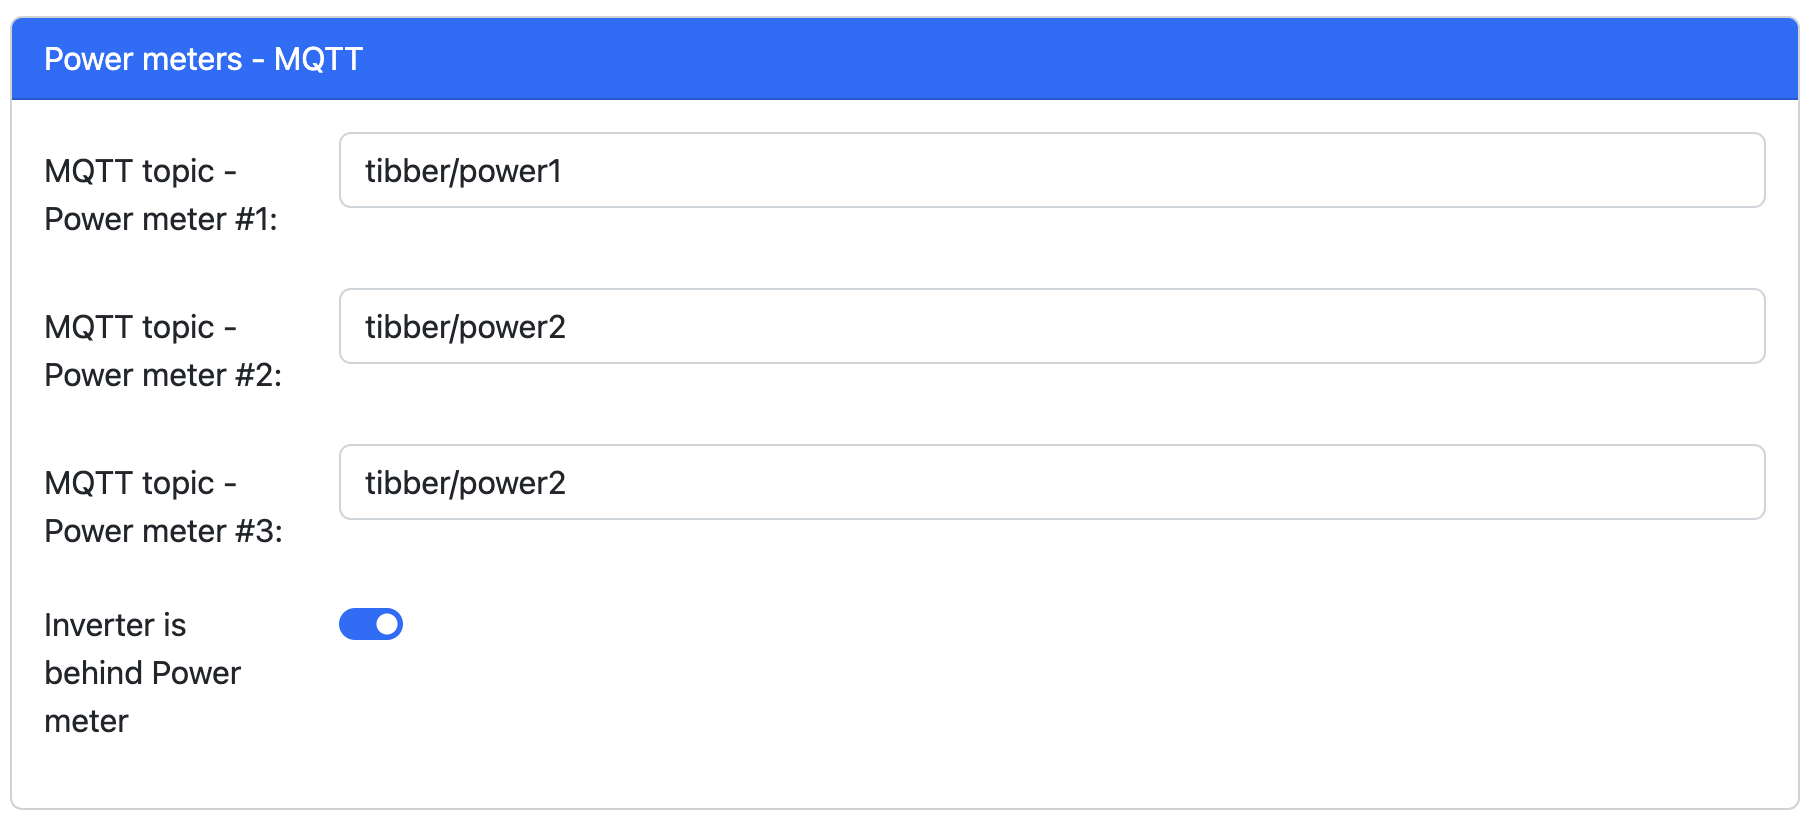 Power meters - MQTT
MQTT topic -
Power meter #1:
tibber/power1
MQTT topic -
Power meter #2:
tibber/power2
MQTT topic -
Power meter #3:
tibber/power2
Inverter is
behind Power
meter